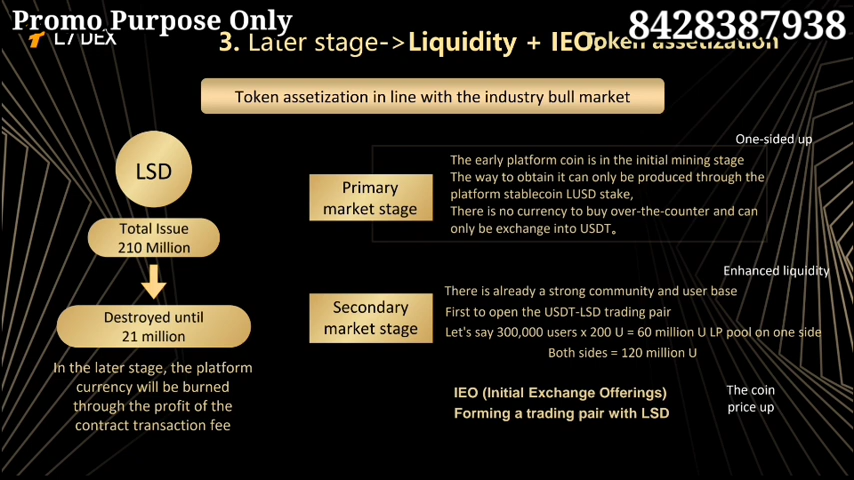 Promo Purpose Only
8428387938
L7 DEX
3. Later stage->Liquidity + IEO. Token assetization
Token assetization in line with the industry bull market
One-sided up
LSD
Total Issue
210 Million
Destroyed until
21 million
In the later stage, the platform
currency will be burned
through the profit of the
contract transaction fee
Primary
market stage
The early platform coin is in the initial mining stage
The way to obtain it can only be produced through the
platform stablecoin LUSD stake,
There is no currency to buy over-the-counter and can
only be exchange into USDT。
Enhanced liquidity
Secondary
market stage
There is already a strong community and user base
First to open the USDT-LSD trading pair
Let's say 300,000 users x 200 U = 60 million U LP pool on one side
Both sides = 120 million U
IEO (Initial Exchange Offerings)
Forming a trading pair with LSD
The coin
price up